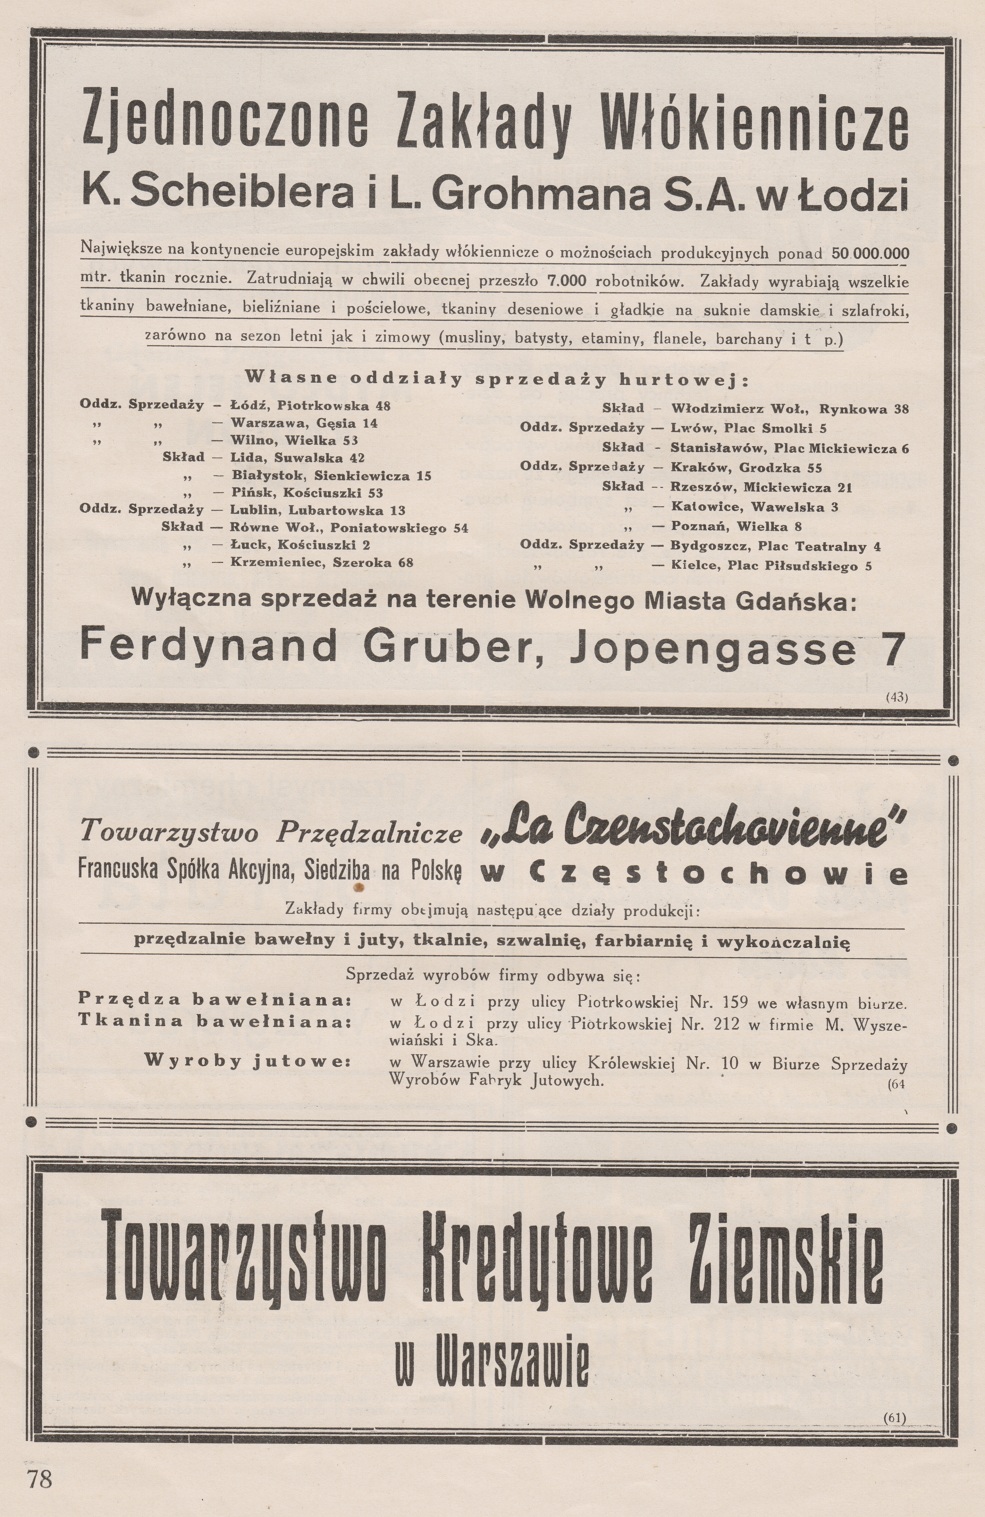 Zjednoczone Zakłady Włókiennicze
K. Scheiblera i L. Grohmana S.A. w Łodzi
Największe na kontynencie europejskim zakłady włókiennicze o możnościach produkcyjnych ponad 50.000.000
mtr. tkanin rocznie. Zatrudniają w chwili obecnej przeszło 7.000 robotników. Zakłady wyrabiają wszelkie
tkaniny bawełniane, bieliźniane i pościelowe, tkaniny deseniowe i gładkie na suknie damskie i szlafroki,
zarówno na sezon letni jak i zimowy (musliny, batysty, etaminy, flanele, barchany i t p.)
Własne oddziały sprzedaży hurtowej:
Oddz. Sprzedaży – Łódź, Piotrkowska 48
„ „ — Warszawa, Gęsia 14
„ „ — Wilno, Wielka 53
Skład — Lida, Suwalska 42
„ — Białystok, Sienkiewicza 15
„ — Pińsk, Kościuszki 53
Oddz. Sprzedaży — Lublin, Lubartowska 13
Skład — Równe Woł., Poniatowskiego 54
„ — Łuck, Kościuszki 2
„ — Krzemieniec, Szeroka 68
Skład – Włodzimierz Woł., Rynkowa 38
Oddz. Sprzedaży — Lwów, Plac Smolki 5
Skład - Stanisławów, Plac Mickiewicza 6
Oddz. Sprzedaży — Kraków, Grodzka 55
Skład -- Rzeszów, Mickiewicza 21
„ — Katowice, Wawelska 3
„ — Poznań, Wielka 8
Oddz. Sprzedaży — Bydgoszcz, Plac Teatralny 4
„ „ — Kielce, Plac Piłsudskiego 5
Wyłączna sprzedaż na terenie Wolnego Miasta Gdańska:
Ferdynand Gruber, Jopengasse 7
(43)
Towarzystwo Przędzalnicze „La Czenstochovienne"
Francuska Spółka Akcyjna, Siedziba na Polskę w Częstochowie
Zakłady firmy obejmują następujące działy produkcji:
przędzalnie bawełny i juty, tkalnie, szwalnię, farbiarnię i wykończalnię
Sprzedaż wyrobów firmy odbywa się:
Przędza bawełniana: w Łodzi przy ulicy Piotrkowskiej Nr. 159 we własnym biurze.
Tkanina bawełniana: w Łodzi przy ulicy Piotrkowskiej Nr. 212 w firmie M. Wysze-
wiański i Ska.
Wyroby jutowe: w Warszawie przy ulicy Królewskiej Nr. 10 w Biurze Sprzedaży
Wyrobów Fabryk Jutowych. (64
Towarzystwo Kredytowe Ziemskie
w Warszawie
(61)
78